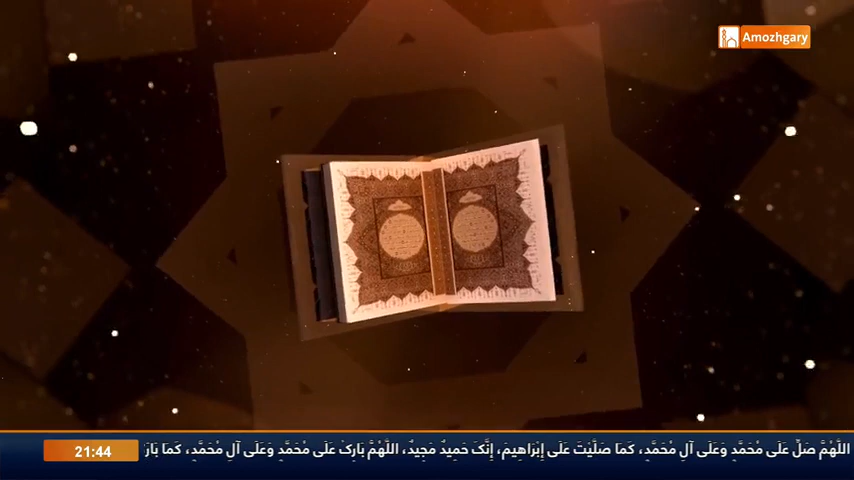 Amozhgary
21:44
اللَّهُمَّ صَلِّ عَلَى مُحَمَّدٍ وَعَلَى آلِ مُحَمَّدٍ، كَمَا صَلَّيْتَ عَلَى إِبْرَاهِيمَ، إِنَّكَ حَمِيدٌ مَجِيدٌ، اللَّهُمَّ بَارِكْ عَلَى مُحَمَّدٍ وَعَلَى آلِ مُحَمَّدٍ، كَمَا بَارَ